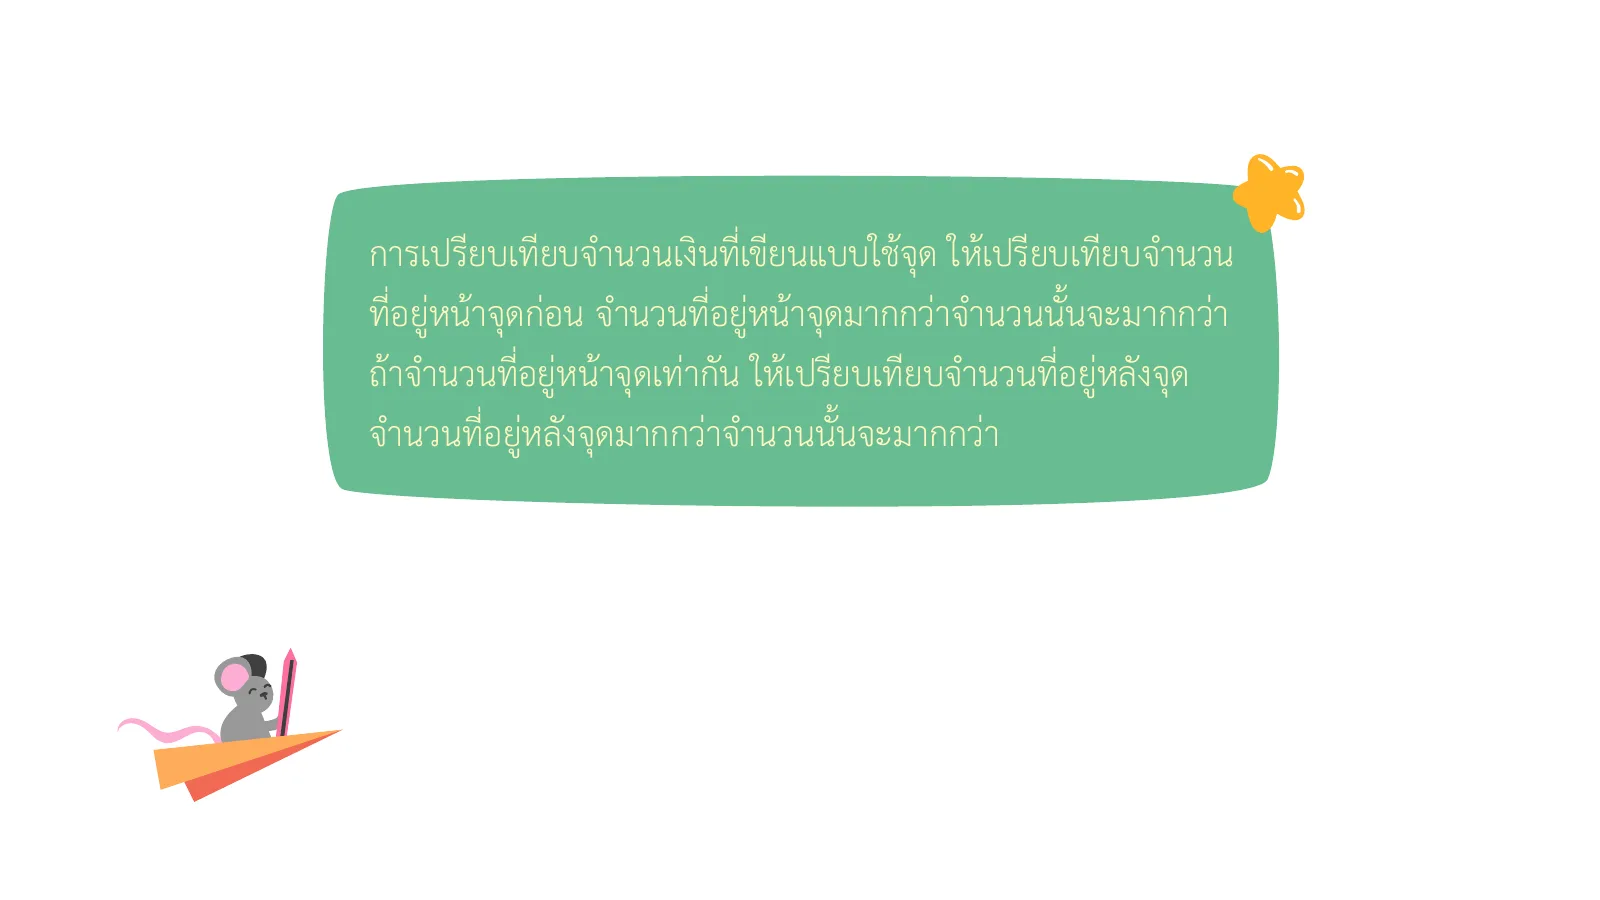 การเปรียบเทียบจำนวนเงินที่เขียนแบบใช้จุด ให้เปรียบเทียบจำนวน
ที่อยู่หน้าจุดก่อน จำนวนที่อยู่หน้าจุดมากกว่าจำนวนนั้นจะมากกว่า
ถ้าจำนวนที่อยู่หน้าจุดเท่ากัน ให้เปรียบเทียบจำนวนที่อยู่หลังจุด
จำนวนที่อยู่หลังจุดมากกว่าจำนวนนั้นจะมากกว่า